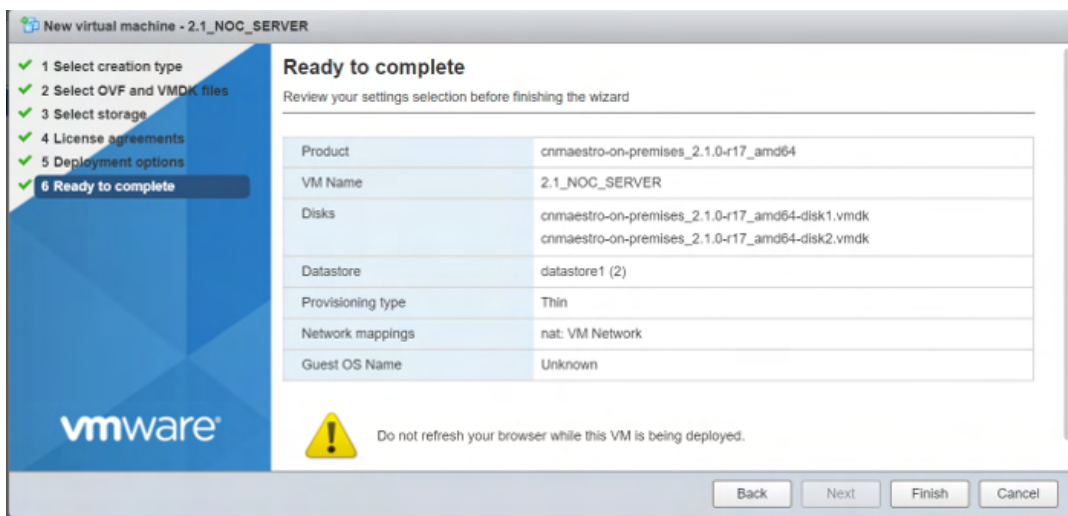 New virtual machine - 2.1_NOC_SERVER
1 Select creation type
2 Select OVF and VMDK files
3 Select storage
4 License agreements
5 Deployment options
6 Ready to complete
vmware®
Ready to complete
Review your settings selection before finishing the wizard
Product cnmaestro-on-premises_2.1.0-r17_amd64
VM Name 2.1_NOC_SERVER
Disks cnmaestro-on-premises_2.1.0-r17_amd64-disk1.vmdk
cnmaestro-on-premises_2.1.0-r17_amd64-disk2.vmdk
Datastore datastore1 (2)
Provisioning type Thin
Network mappings nat: VM Network
Guest OS Name Unknown
Do not refresh your browser while this VM is being deployed.
Back Next Finish Cancel